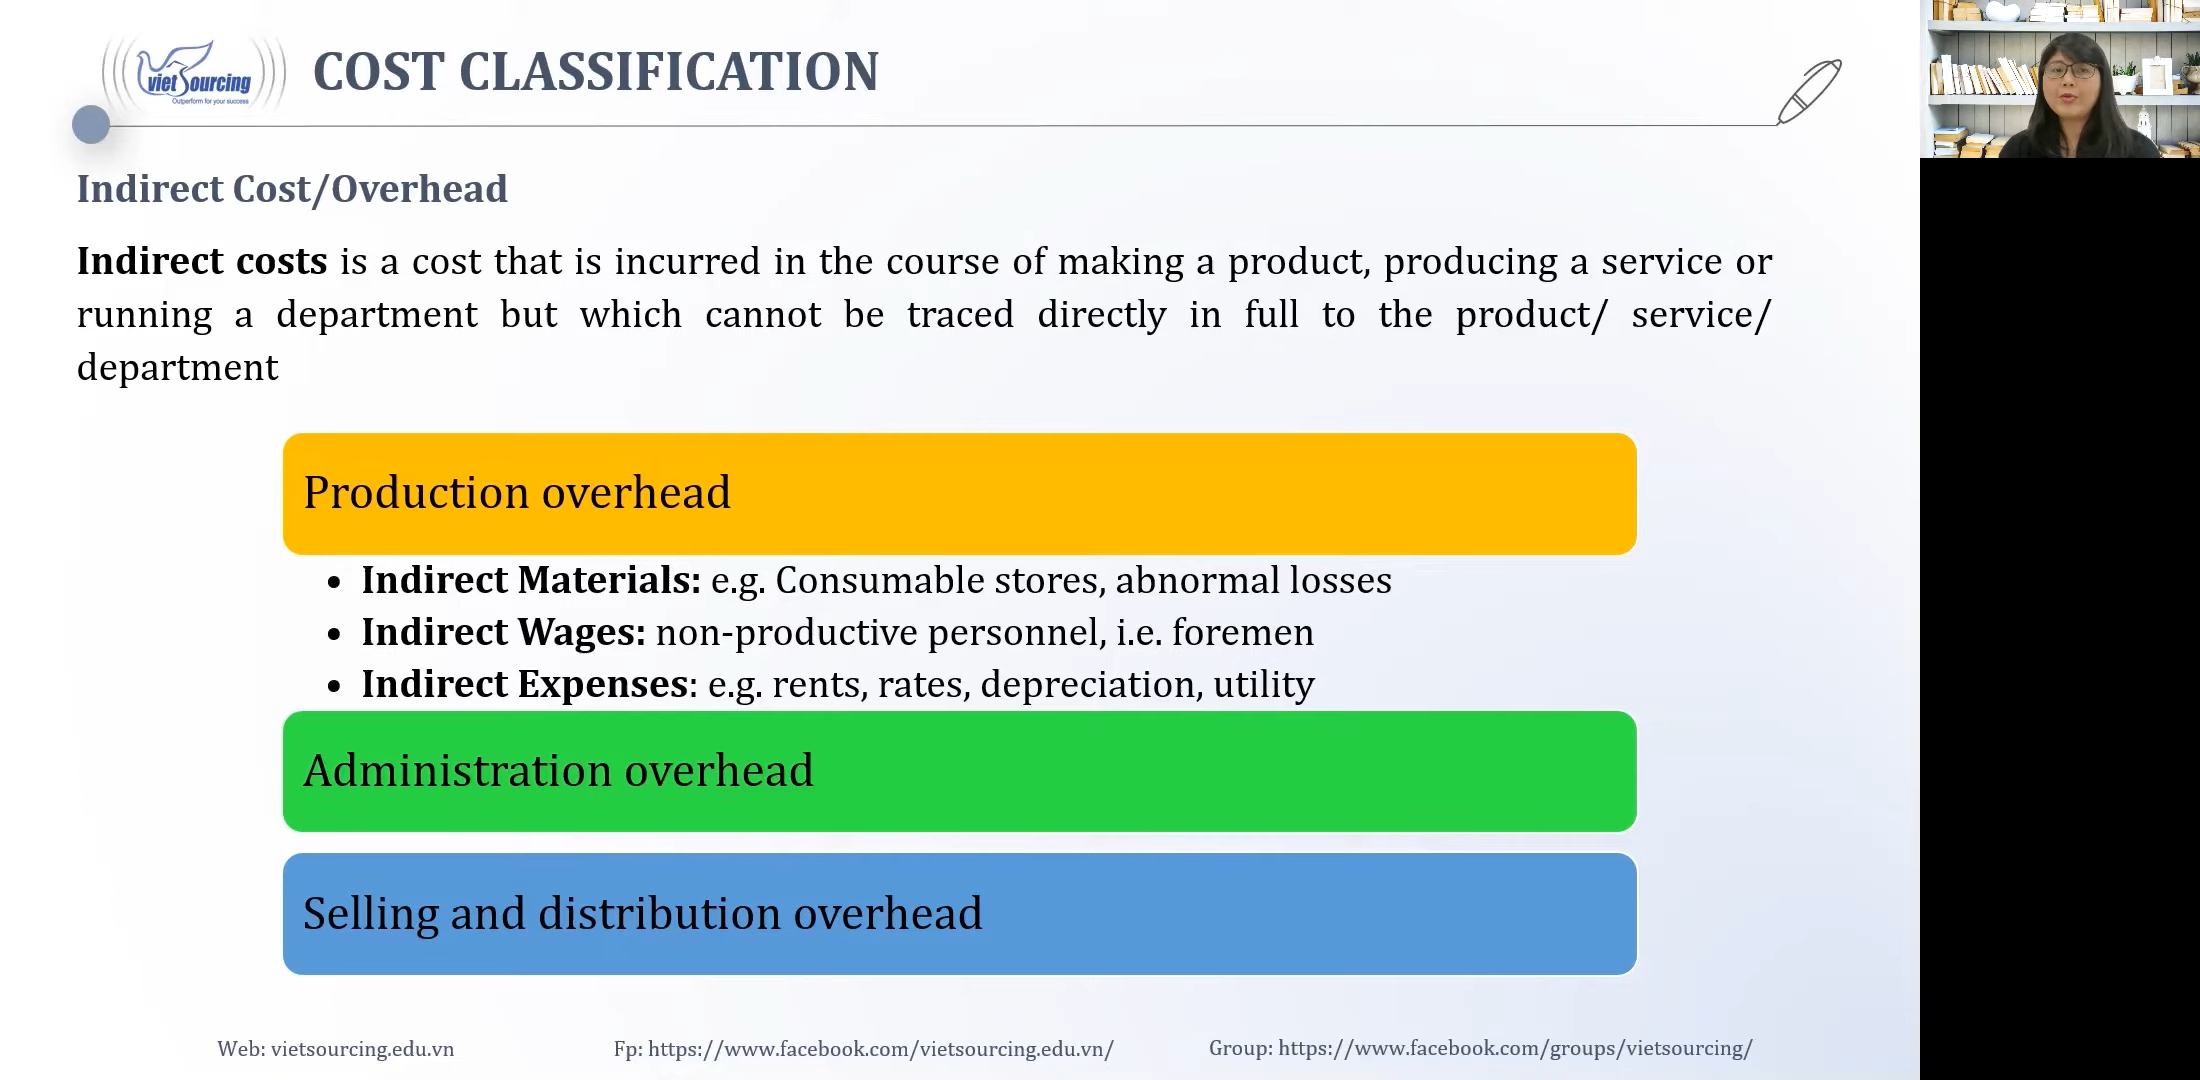 viet Sourcing
Outperform for your success
COST CLASSIFICATION
Indirect Cost/Overhead
Indirect costs is a cost that is incurred in the course of making a product, producing a service or
running a department but which cannot be traced directly in full to the product/ service/
department
Production overhead
• Indirect Materials: e.g. Consumable stores, abnormal losses
• Indirect Wages: non-productive personnel, i.e. foremen
• Indirect Expenses: e.g. rents, rates, depreciation, utility
Administration overhead
Selling and distribution overhead
Web: vietsourcing.edu.vn
Fp: https://www.facebook.com/vietsourcing.edu.vn/
Group: https://www.facebook.com/groups/vietsourcing/